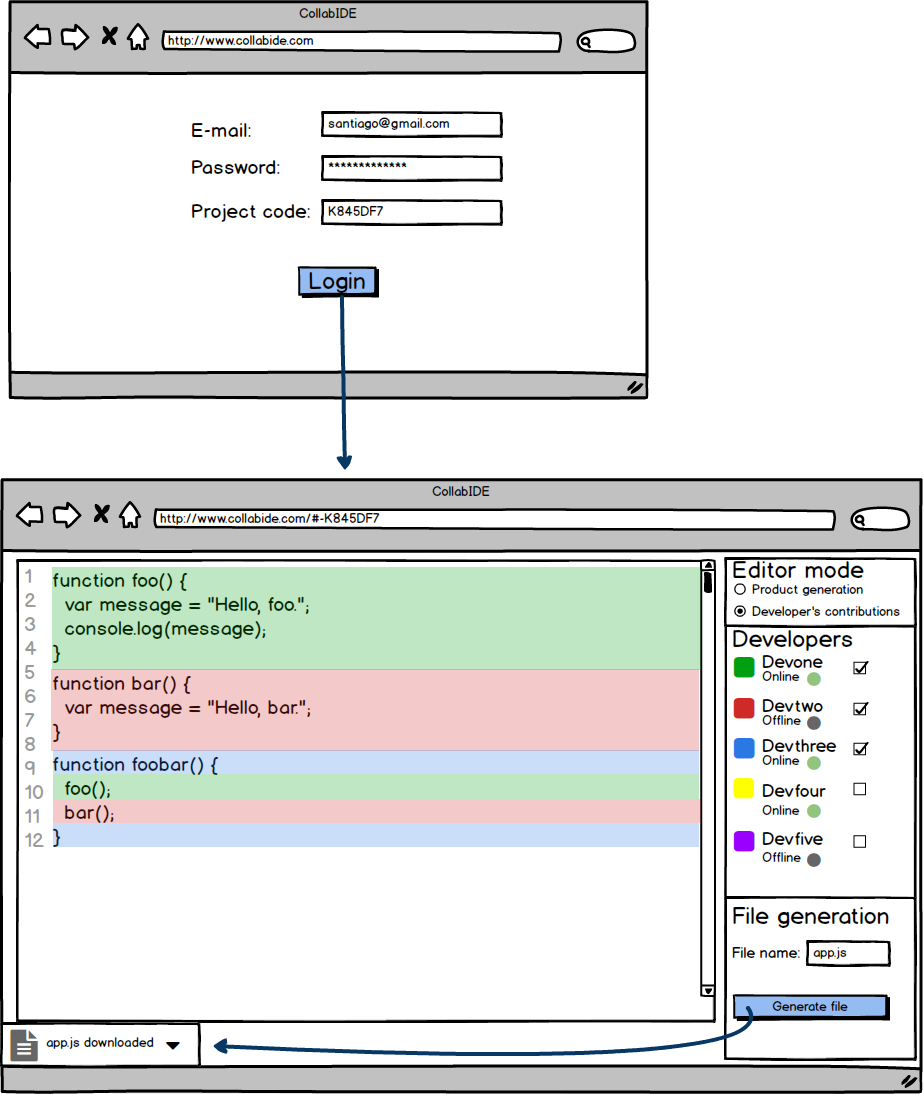 CollabIDE
http://www.collabide.com
E-mail:
santiago@gmail.com
Password:
*************
Project code:
K845DF7
Login
CollabIDE
http://www.collabide.com/#-K845DF7
1 function foo() {
2 var message = "Hello, foo.";
3 console.log(message);
4 }
5 function bar() {
6 var message = "Hello, bar.";
7 }
8
9 function foobar() {
10 foo();
11 bar();
12 }
Editor mode
Product generation
Developer's contributions
Developers
Devone
Online
Devtwo
Offline
Devthree
Online
Devfour
Online
Devfive
Offline
File generation
File name: app.js
Generate file
app.js downloaded